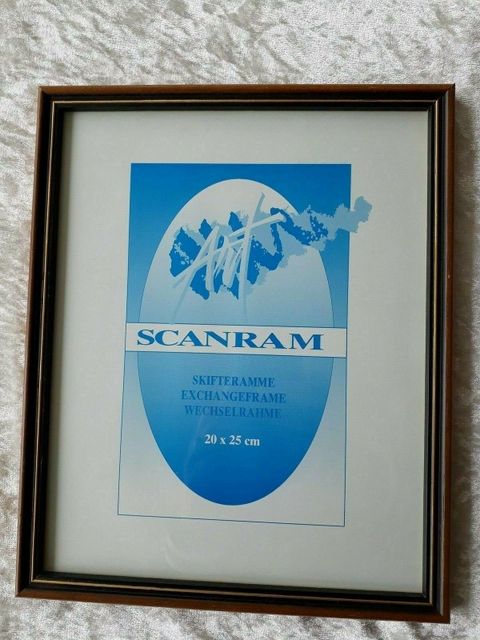 Art
SCANRAM
SKIFTERAMME
EXCHANGEFRAME
WECHSELRAHME
20 x 25 cm